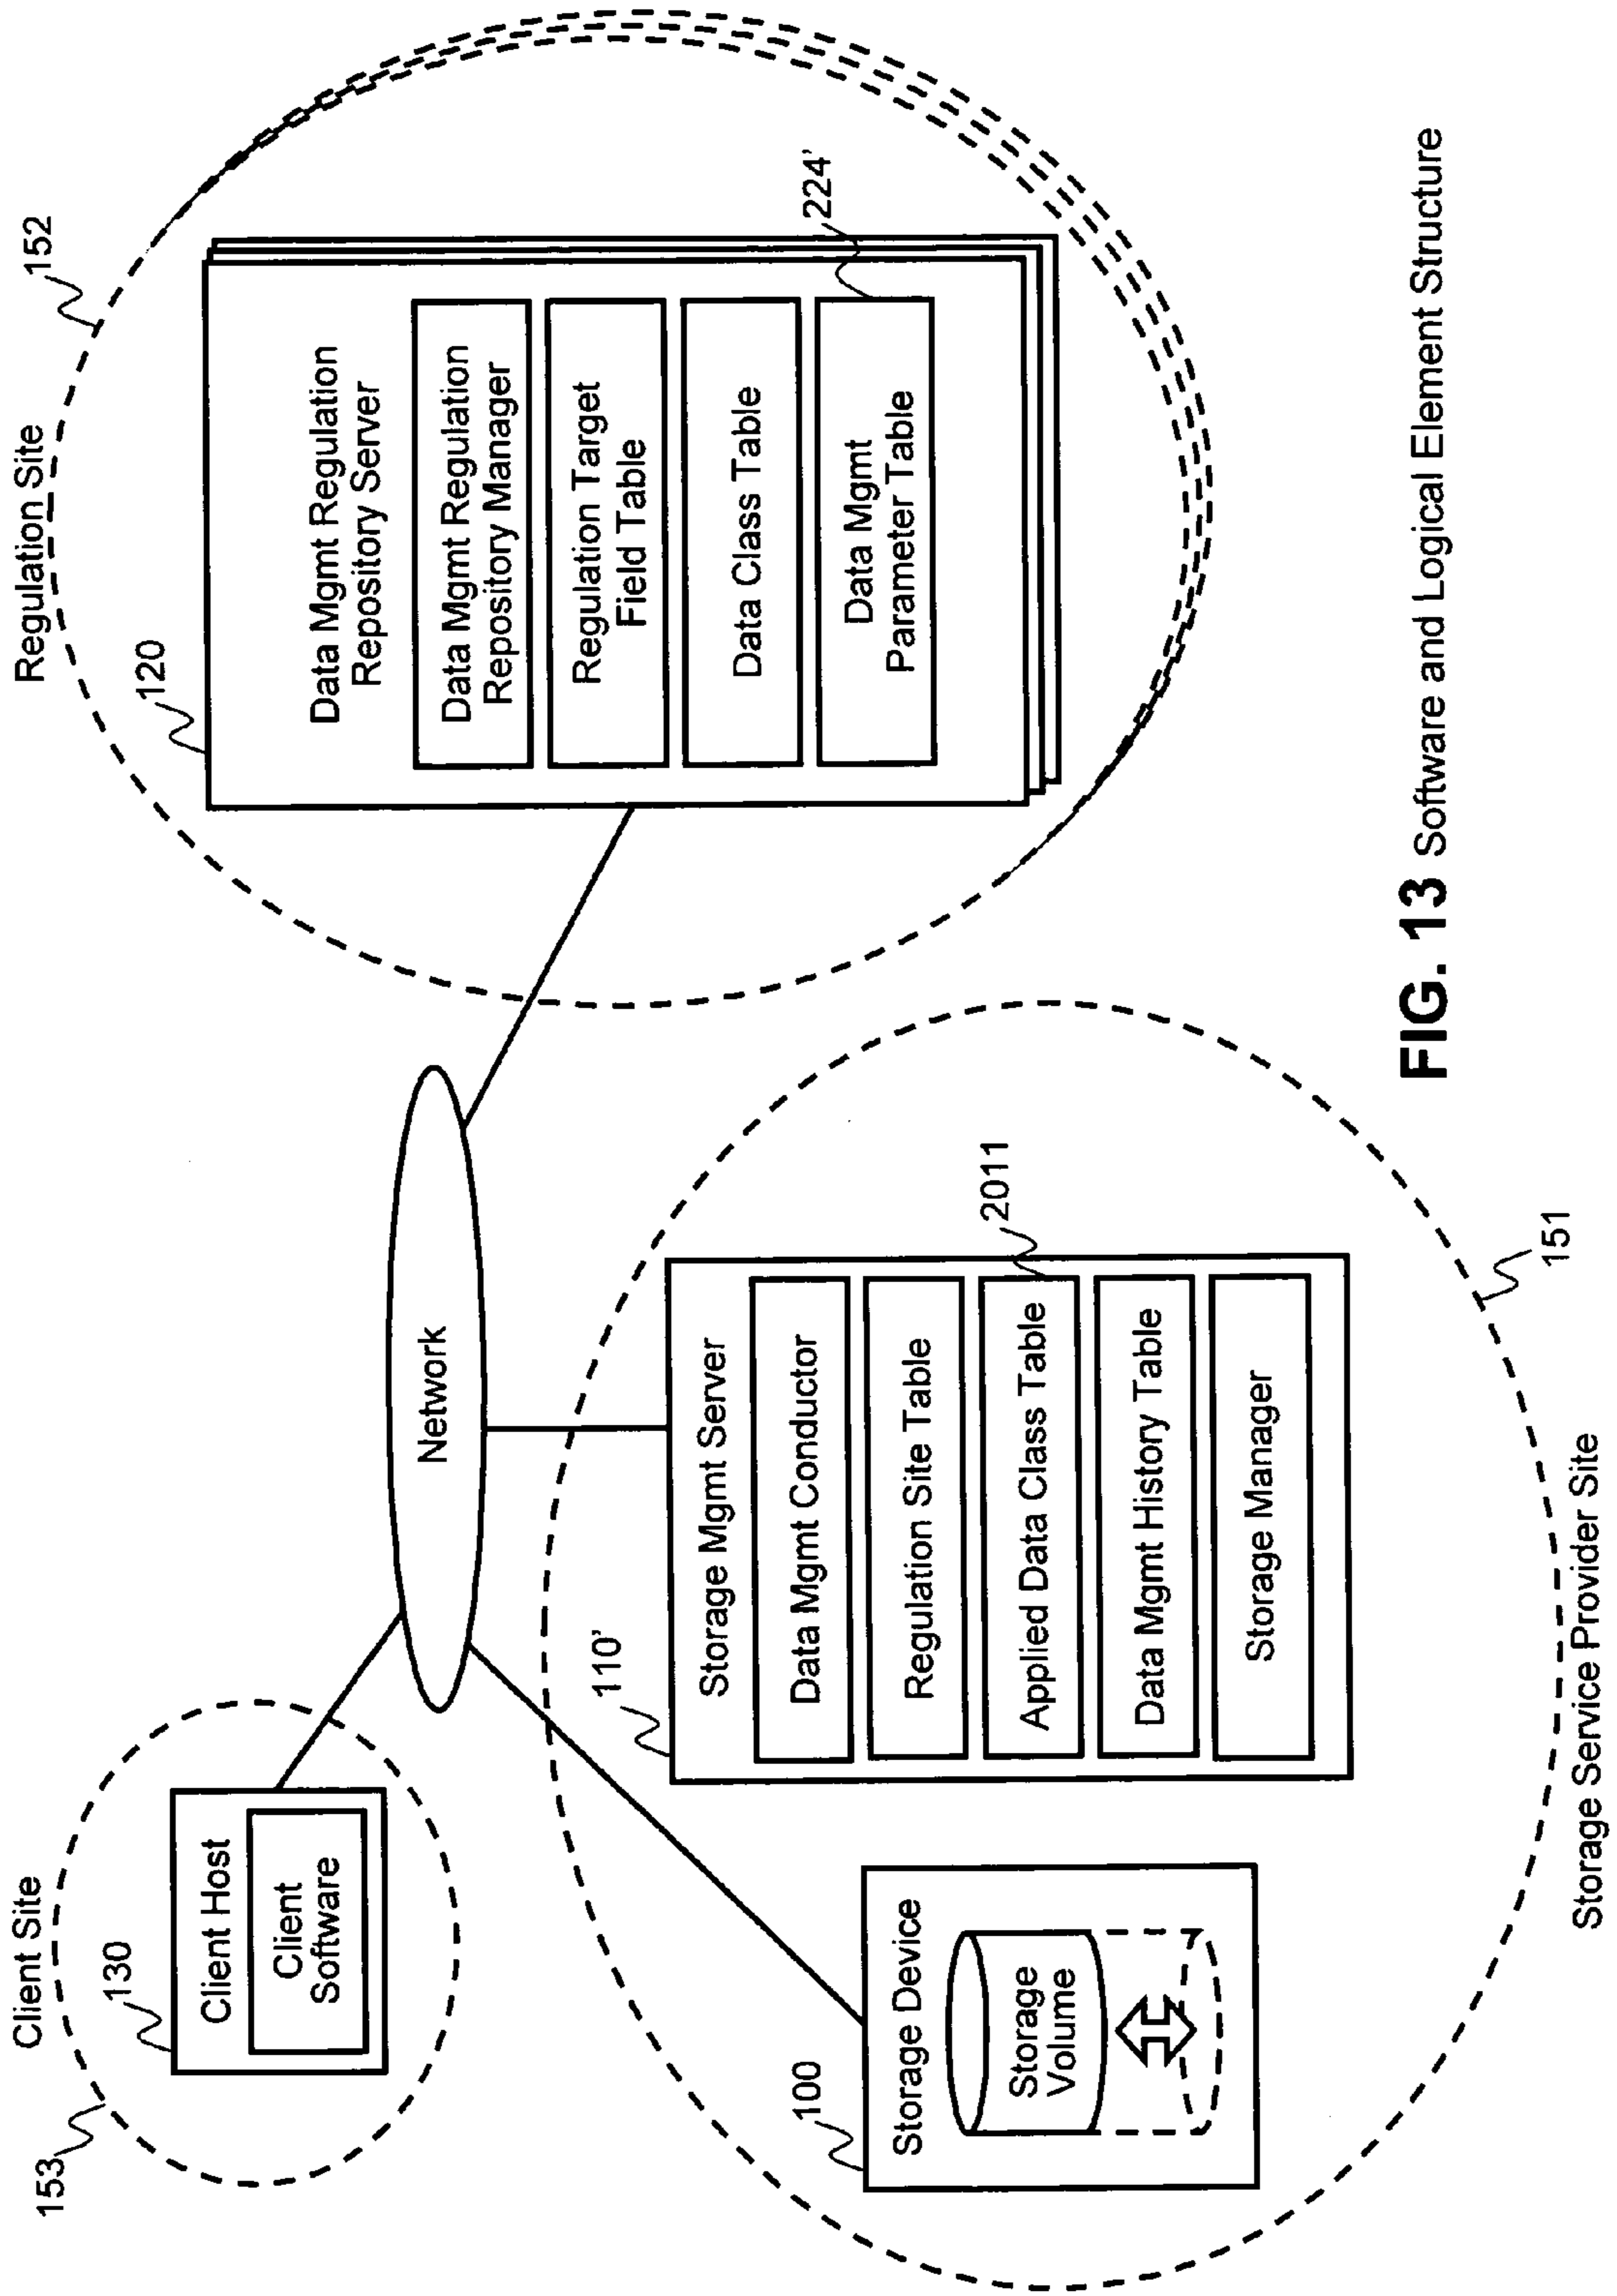 Client Site
153
130
Client Host
Client
Software
Network
Regulation Site
152
120
Data Mgmt Regulation
Repository Server
Data Mgmt Regulation
Repository Manager
Regulation Target
Field Table
Data Class Table
Data Mgmt
Parameter Table
224'
100
Storage Device
Storage
Volume
110'
Storage Mgmt Server
Data Mgmt Conductor
Regulation Site Table
Applied Data Class Table
2011
Data Mgmt History Table
Storage Manager
151
Storage Service Provider Site
FIG. 13 Software and Logical Element Structure